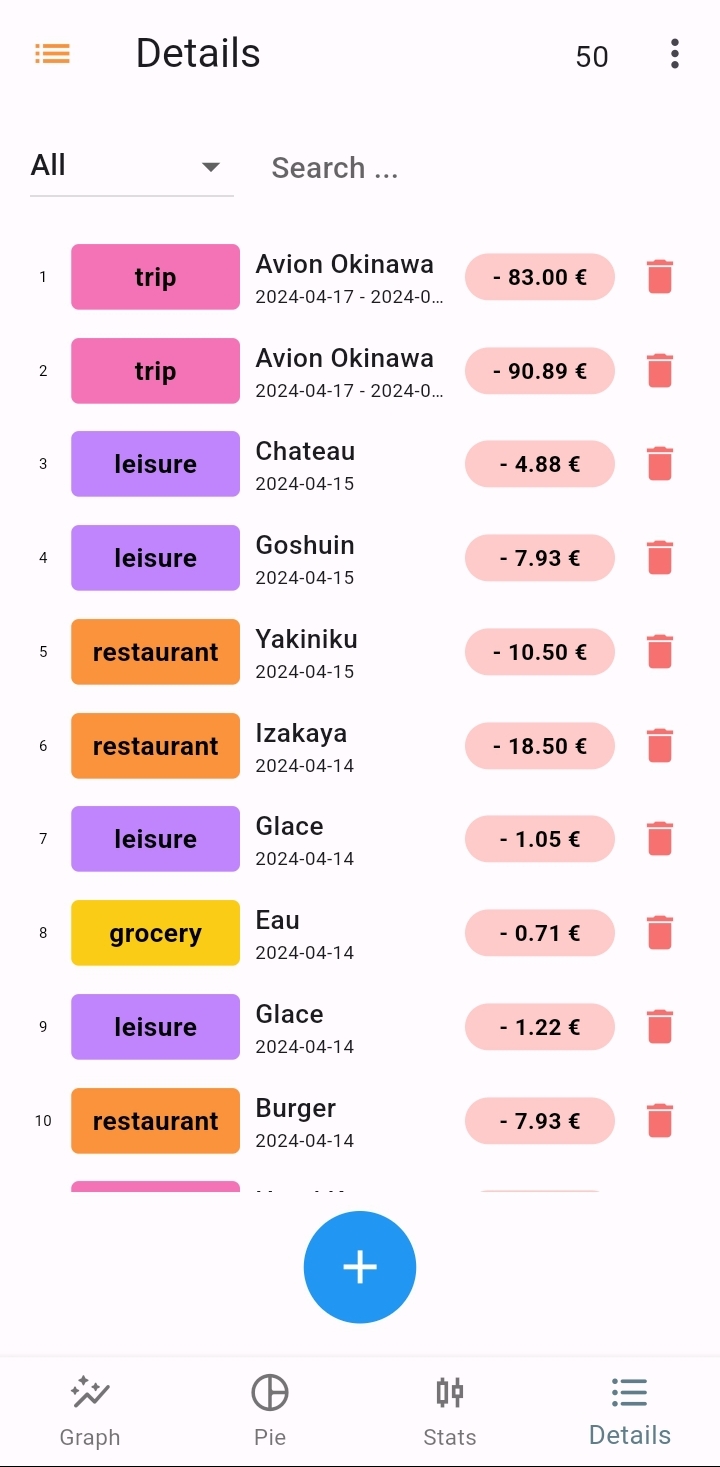 Details 50
All Search ...
1 trip Avion Okinawa - 83.00 €
2024-04-17 - 2024-0...
2 trip Avion Okinawa - 90.89 €
2024-04-17 - 2024-0...
3 leisure Chateau - 4.88 €
2024-04-15
4 leisure Goshuin - 7.93 €
2024-04-15
5 restaurant Yakiniku - 10.50 €
2024-04-15
6 restaurant Izakaya - 18.50 €
2024-04-14
7 leisure Glace - 1.05 €
2024-04-14
8 grocery Eau - 0.71 €
2024-04-14
9 leisure Glace - 1.22 €
2024-04-14
10 restaurant Burger - 7.93 €
2024-04-14
Graph Pie Stats Details